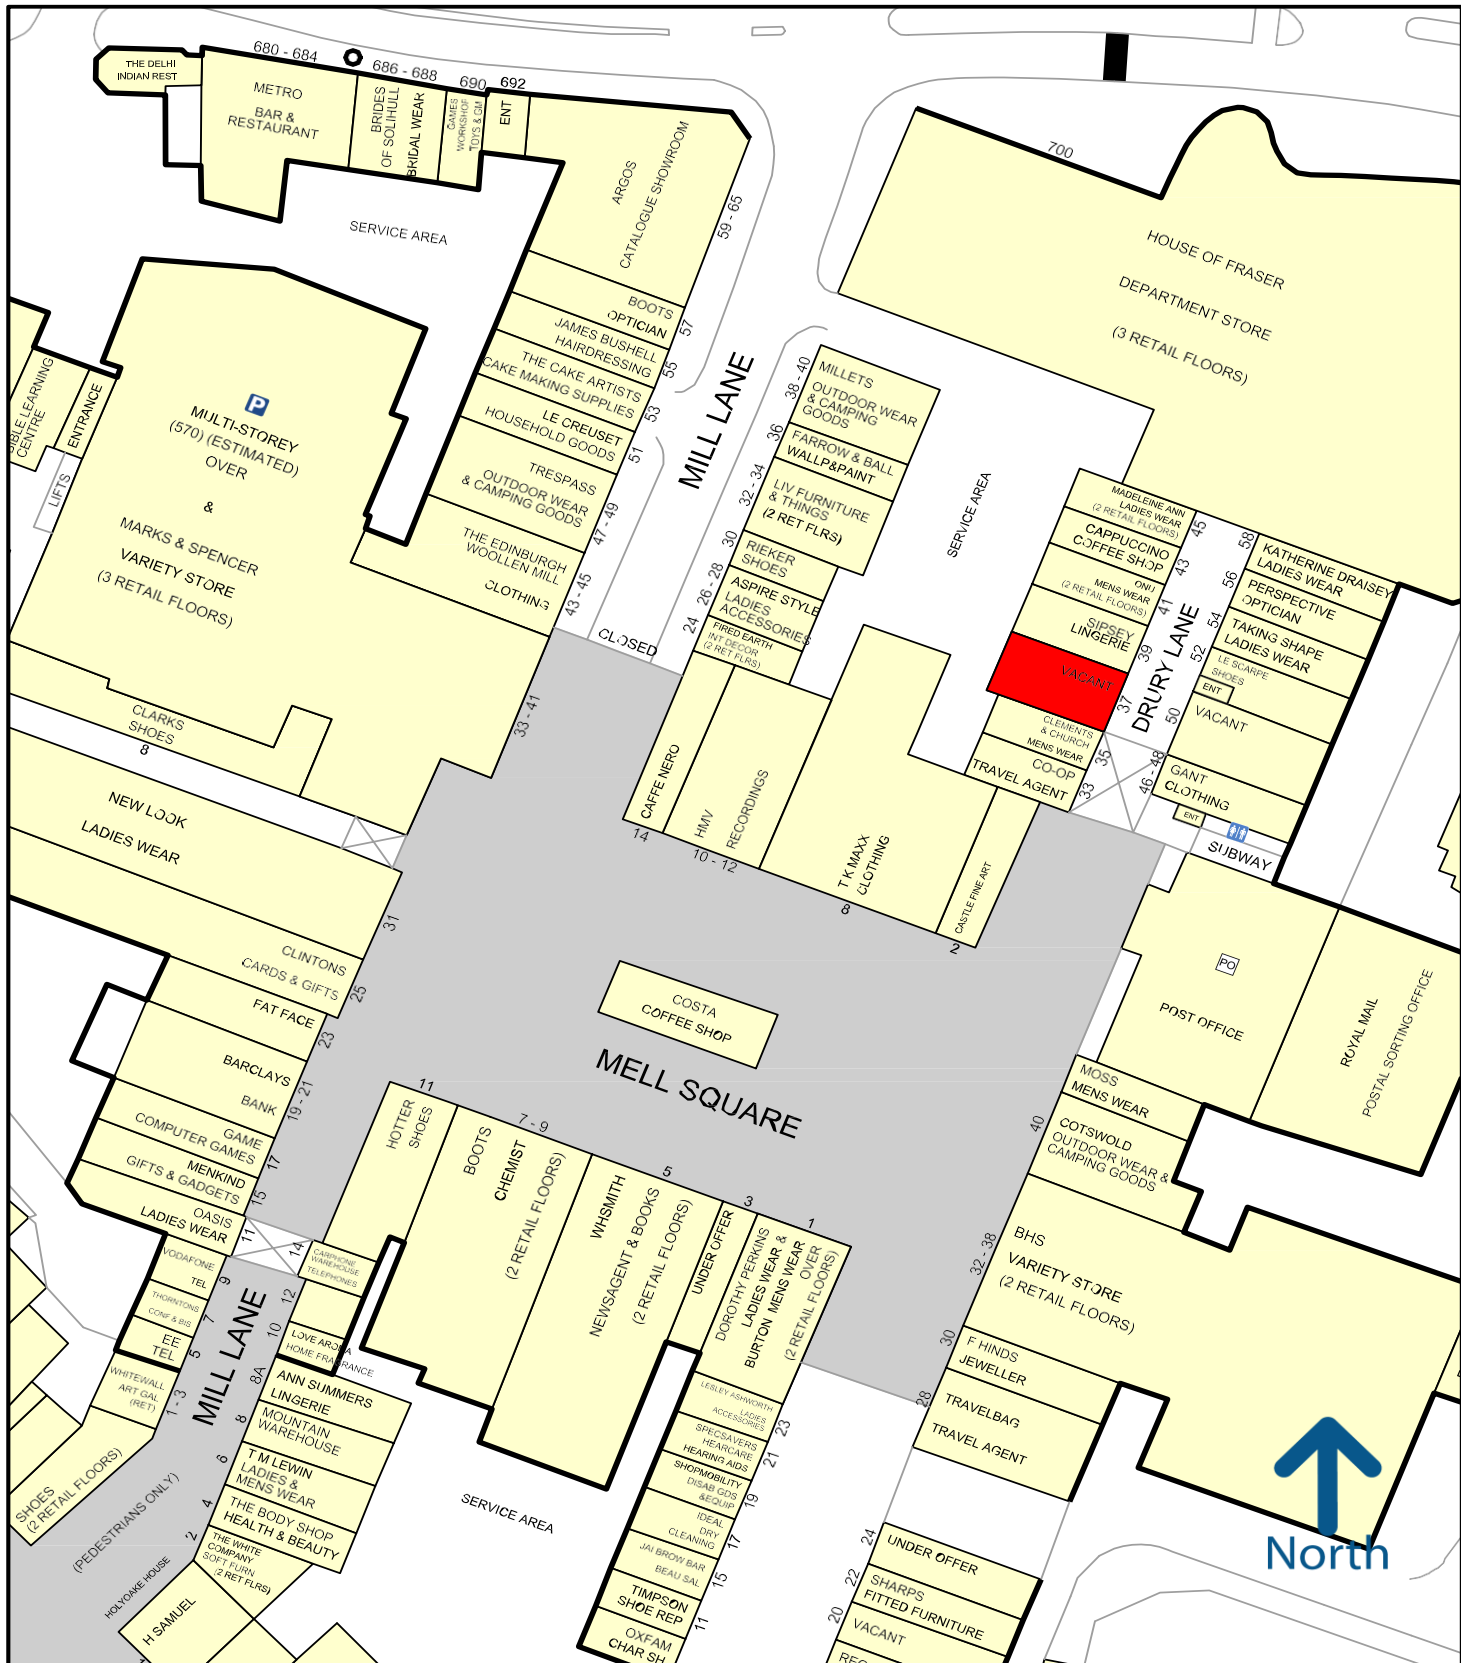 THE DELHI
INDIAN REST
680 - 684
METRO
BAR &
RESTAURANT
686 - 688
BRIDES
OF SOLIHULL
BRIDAL WEAR
690
GAMES
WORKSHOP
TOYS & GM
692
ENT
ARGOS
CATALOGUE SHOWROOM
59 - 65
SERVICE AREA
700
HOUSE OF FRASER
DEPARTMENT STORE
(3 RETAIL FLOORS)
BOOTS
OPTICIAN
57
JAMES BUSHELL
HAIRDRESSING
55
THE CAKE ARTISTS
CAKE MAKING SUPPLIES
53
LE CREUSET
HOUSEHOLD GOODS
51
TRESPASS
OUTDOOR WEAR
& CAMPING GOODS
47 - 49
THE EDINBURGH
WOOLLEN MILL
CLOTHING
43 - 45
MILL LANE
CLOSED
IBLE LEARNING
CENTRE
ENTRANCE
LIFTS
P
MULTI-STOREY
(570) (ESTIMATED)
OVER
&
MARKS & SPENCER
VARIETY STORE
(3 RETAIL FLOORS)
33 - 41
38 - 40
MILLETS
OUTDOOR WEAR
& CAMPING
GOODS
36
FARROW & BALL
WALLP&PAINT
32 - 34
LIV FURNITURE
& THINGS
(2 RET FLRS)
30
RIEKER
SHOES
26 - 28
ASPIRE STYLE
LADIES
ACCESSORIES
24
FIRED EARTH
INT DECOR
(2 RET FLRS)
SERVICE AREA
MADELEINE ANN
LADIES WEAR
(2 RETAIL FLOORS)
45
CAPPUCCINO
COFFEE SHOP
43
ONU
MENS WEAR
(2 RETAIL FLOORS)
41
SIPSEY
LINGERIE
39
VACANT
37
CLEMENTS
& CHURCH
MENS WEAR
35
CO-OP
TRAVEL AGENT
33
DRURY LANE
58
KATHERINE DRAISEY
LADIES WEAR
56
PERSPECTIVE
OPTICIAN
54
TAKING SHAPE
LADIES WEAR
52
LE SCARPE
SHOES
ENT
50
VACANT
46 - 48
GANT
CLOTHING
ENT
SUBWAY
CLARKS
SHOES
8
NEW LOOK
LADIES WEAR
31
CLINTONS
CARDS & GIFTS
25
FAT FACE
23
BARCLAYS
BANK
19 - 21
GAME
COMPUTER GAMES
17
MENKIND
GIFTS & GADGETS
15
OASIS
LADIES WEAR
11
CAFFE NERO
14
HMV
RECORDINGS
10 - 12
T K MAXX
CLOTHING
8
CASTLE FINE ART
2
COSTA
COFFEE SHOP
MELL SQUARE
PO
POST OFFICE
ROYAL MAIL
POSTAL SORTING OFFICE
MOSS
MENS WEAR
40
COTSWOLD
OUTDOOR WEAR &
CAMPING GOODS
32 - 38
BHS
VARIETY STORE
(2 RETAIL FLOORS)
30
F HINDS
JEWELLER
28
TRAVELBAG
TRAVEL AGENT
11
HOTTER
SHOES
7 - 9
BOOTS
CHEMIST
(2 RETAIL FLOORS)
5
WHSMITH
NEWSAGENT & BOOKS
(2 RETAIL FLOORS)
3
UNDER OFFER
1
DOROTHY PERKINS
LADIES WEAR &
BURTON MENS WEAR
OVER
(2 RETAIL FLOORS)
VODAFONE
TEL
9
THORNTONS
CONF & BIS
7
EE
TEL
5
WHITEWALL
ART GAL
(RET)
1 - 3
SHOES
(2 RETAIL FLOORS)
MILL LANE
(PEDESTRIANS ONLY)
14
CARPHONE
WAREHOUSE
TELEPHONES
12
10
LOVE AROMA
HOME FRAGRANCE
8A
ANN SUMMERS
LINGERIE
8
MOUNTAIN
WAREHOUSE
6
T M LEWIN
LADIES &
MENS WEAR
4
THE BODY SHOP
HEALTH & BEAUTY
2
THE WHITE
COMPANY
SOFT FURN
(2 RET FLRS)
HOLYOAKE HOUSE
H SAMUEL
SERVICE AREA
LESLEY ASHWORTH
LADIES
ACCESSORIES
23
SPECSAVERS
HEARCARE
HEARING AIDS
21
SHOPMOBILITY
DISAB GDS
&EQUIP
19
IDEAL
DRY
CLEANING
17
JAI BROW BAR
BEAU SAL
15
TIMPSON
SHOE REP
11
OXFAM
CHAR SH
24
UNDER OFFER
22
SHARPS
FITTED FURNITURE
20
VACANT
North